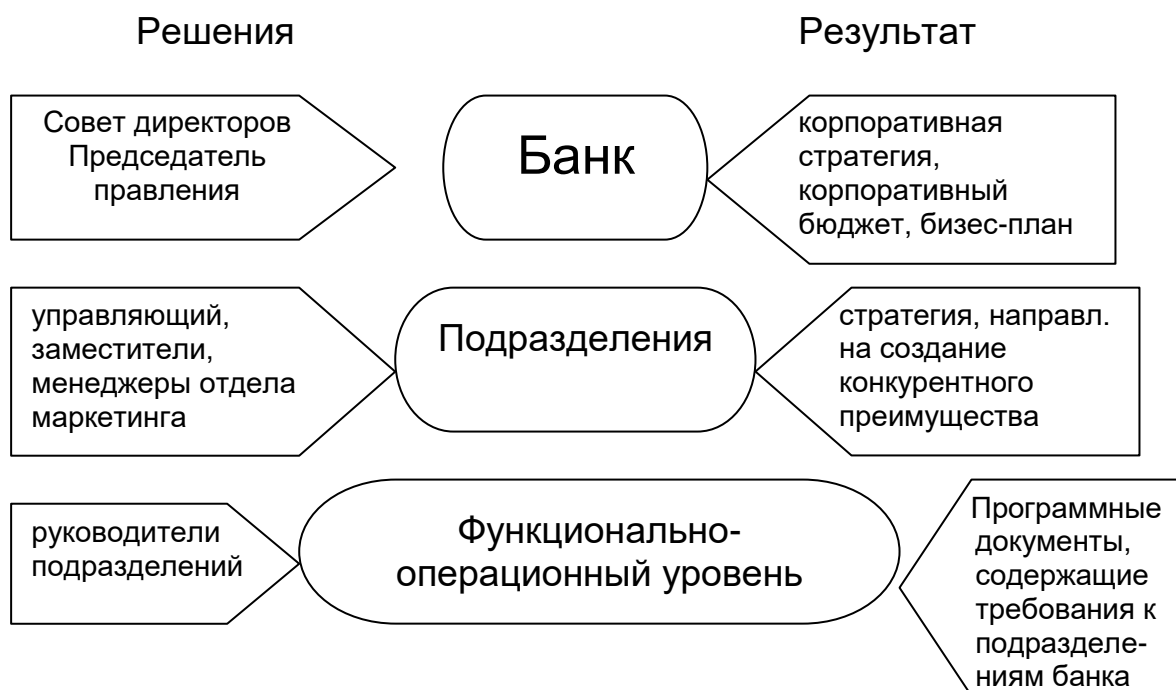 Решения
Результат
Совет директоров
Председатель
правления
Банк
корпоративная
стратегия,
корпоративный
бюджет, бизес-план
управляющий,
заместители,
менеджеры отдела
маркетинга
Подразделения
стратегия, направл.
на создание
конкурентного
преимущества
руководители
подразделений
Функционально-
операционный уровень
Программные
документы,
содержащие
требования к
подразделе-
ниям банка